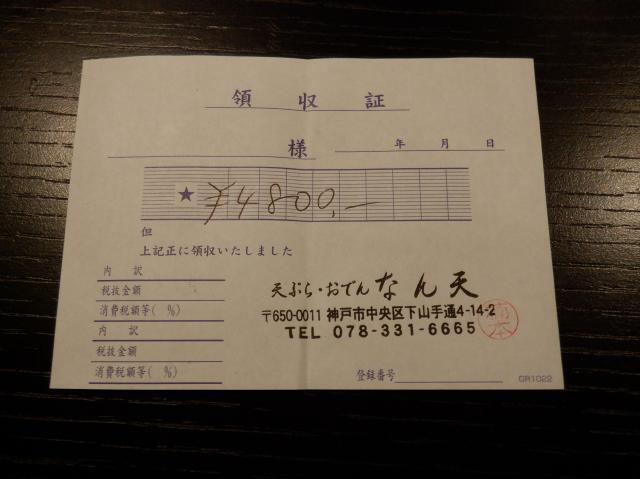 領収証
様
年 月 日
★ ¥4800,-
但
上記正に領収いたしました
内 訳
税抜金額
消費税額等( %)
内 訳
税抜金額
消費税額等( %)
天ぷら・おでん なん天
〒650-0011 神戸市中央区下山手通4-14-2
TEL 078-331-6665
登録番号
GR1022